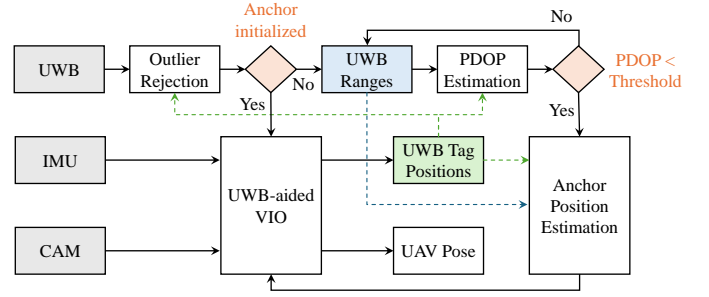 Anchor
initialized
No
UWB
Outlier
Rejection
No
UWB
Ranges
PDOP
Estimation
PDOP <
Threshold
Yes
Yes
IMU
UWB-aided
VIO
UWB Tag
Positions
Anchor
Position
Estimation
CAM
UAV Pose